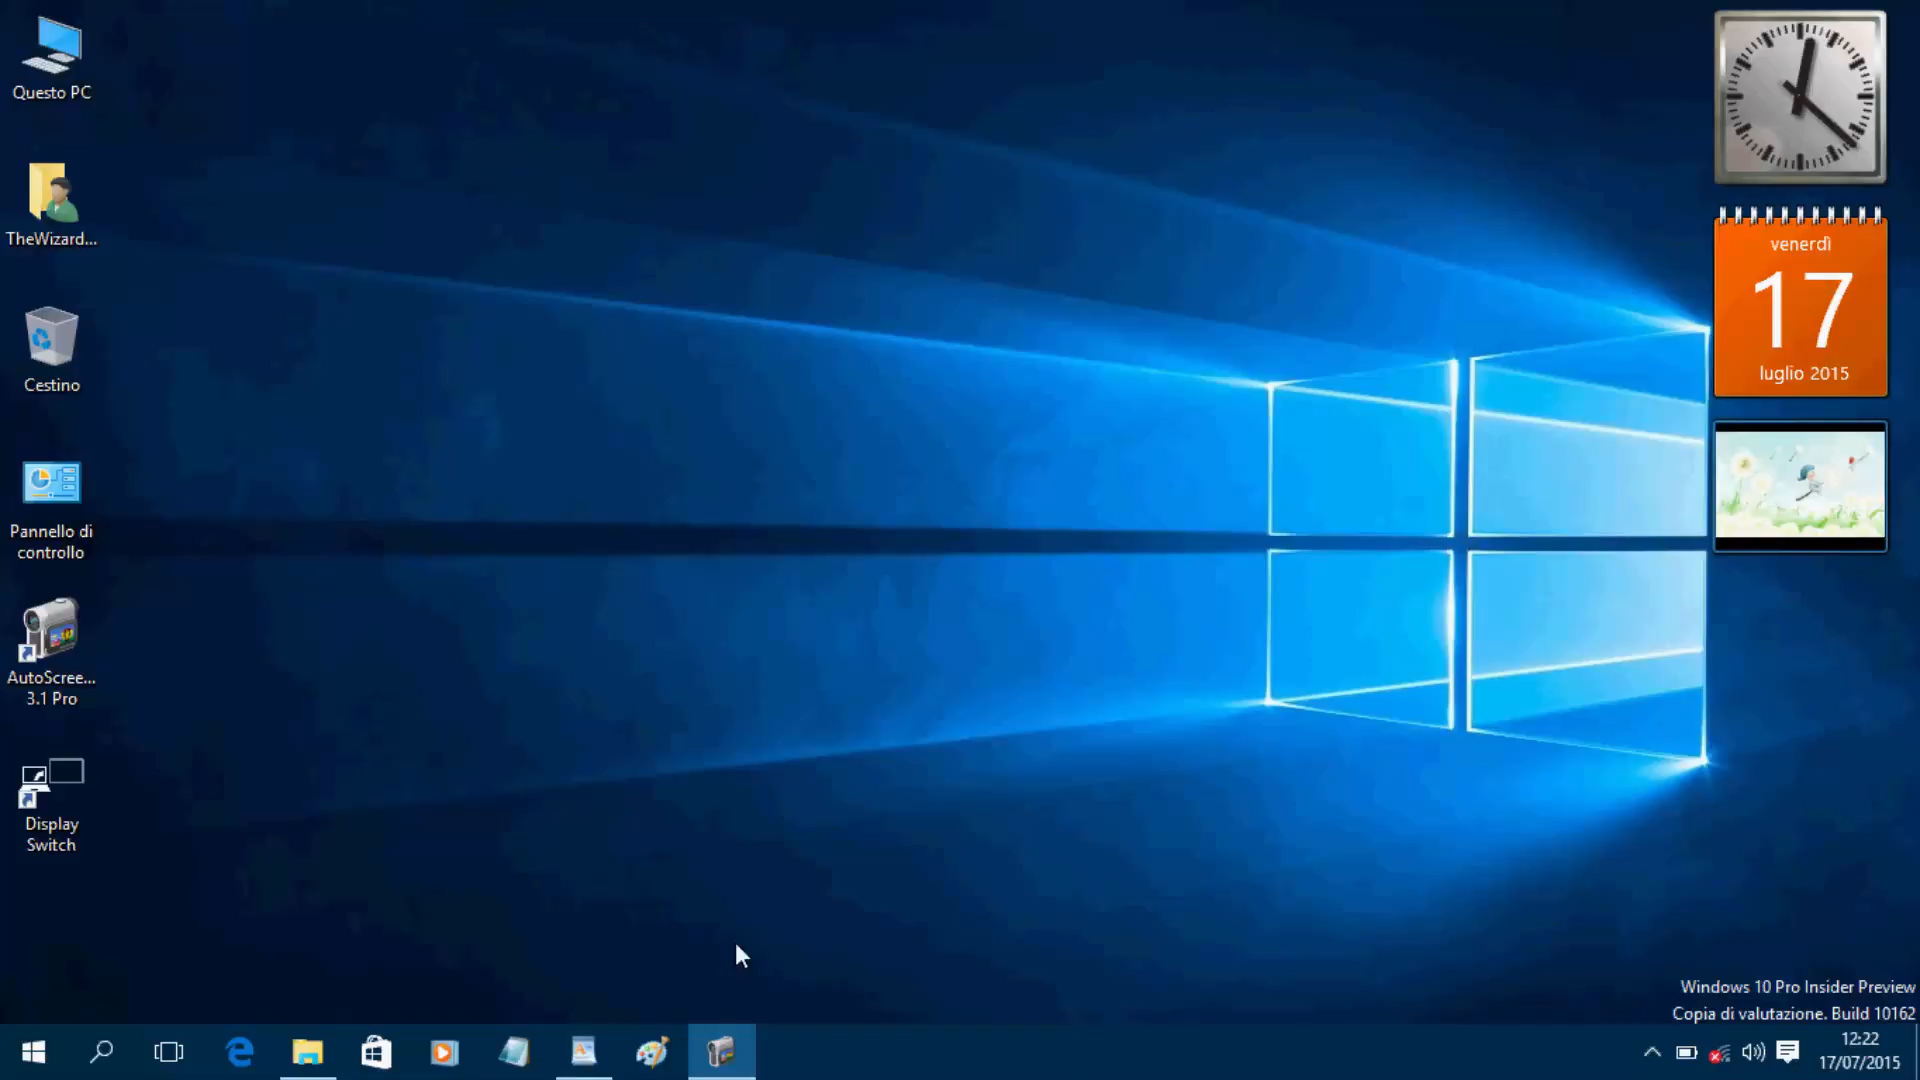 Questo PC
TheWizard...
Cestino
Pannello di
controllo
AutoScree...
3.1 Pro
Display
Switch
venerdì
17
luglio 2015
Windows 10 Pro Insider Preview
Copia di valutazione. Build 10162
12:22
17/07/2015